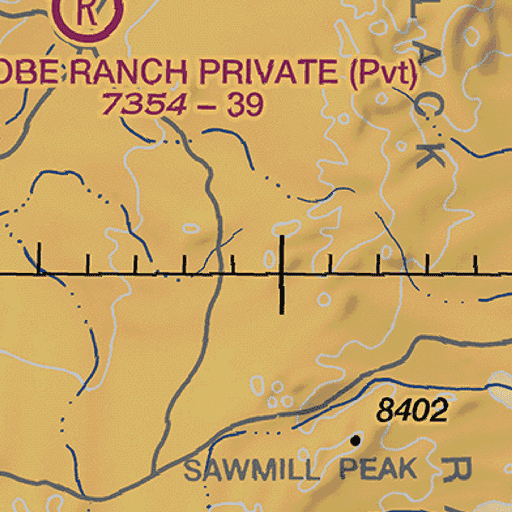 R
OBE RANCH PRIVATE (Pvt)
7354 – 39
LACK
8402
SAWMILL PEAK
R